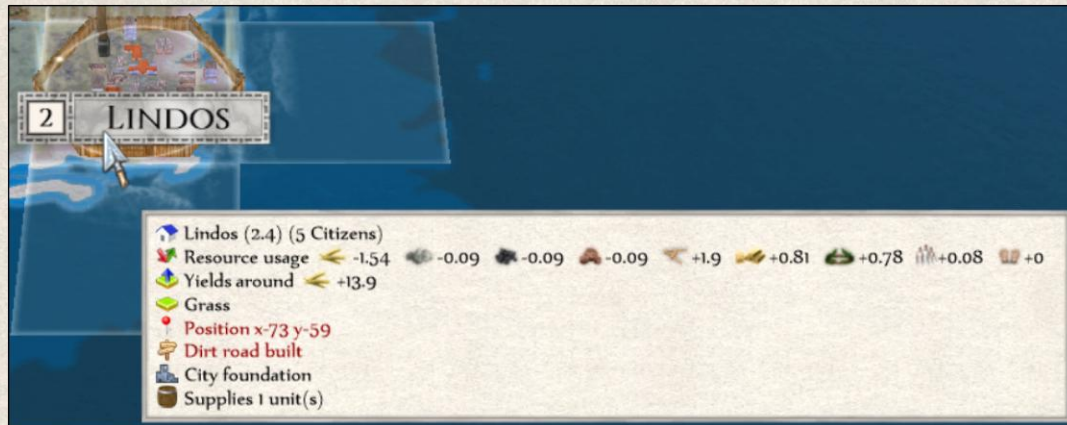 2 LINDOS
Lindos (2.4) (5 Citizens)
Resource usage -1.54 -0.09 -0.09 -0.09 +1.9 +0.81 +0.78 +0.08 +0
Yields around +13.9
Grass
Position x-73 y-59
Dirt road built
City foundation
Supplies 1 unit(s)